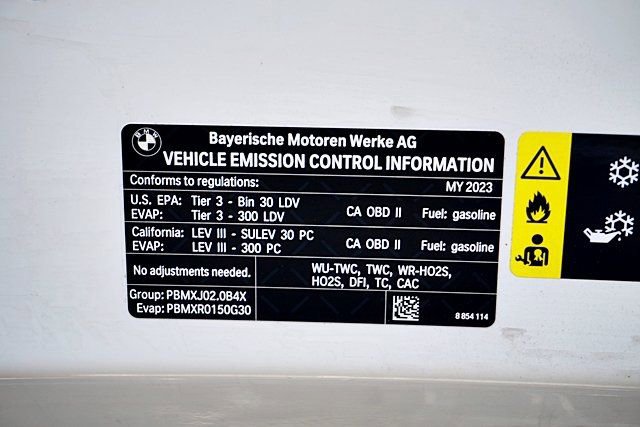 BMW
Bayerische Motoren Werke AG
VEHICLE EMISSION CONTROL INFORMATION
Conforms to regulations: MY 2023
U.S. EPA: Tier 3 - Bin 30 LDV
EVAP: Tier 3 - 300 LDV CA OBD II Fuel: gasoline
California: LEV III - SULEV 30 PC
EVAP: LEV III - 300 PC CA OBD II Fuel: gasoline
No adjustments needed. WU-TWC, TWC, WR-HO2S,
HO2S, DFI, TC, CAC
Group: PBMXJ02.0B4X
Evap: PBMXR0150G30
8 854 114